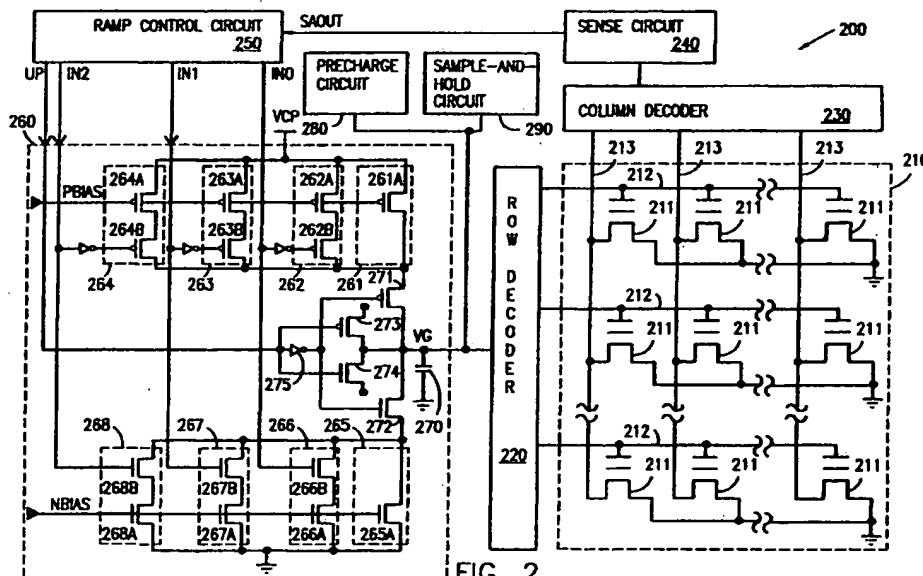 RAMP CONTROL CIRCUIT
250
SAOUT
SENSE CIRCUIT
240
200
UP
IN2
IN1
IN0
PRECHARGE
CIRCUIT
SAMPLE-AND-
HOLD
CIRCUIT
COLUMN DECODER
230
260
VCP
280
290
213
213
213
210
264A
263A
262A
261A
PBIAS
264B
263B
262B
264
263
262
261
271
273
VG
275
274
270
272
ROW DECODER
220
212
211
211
211
212
211
211
211
212
211
211
211
268
267
266
265
268B
267B
266B
NBIAS
268A
267A
266A
265A
FIG. 2